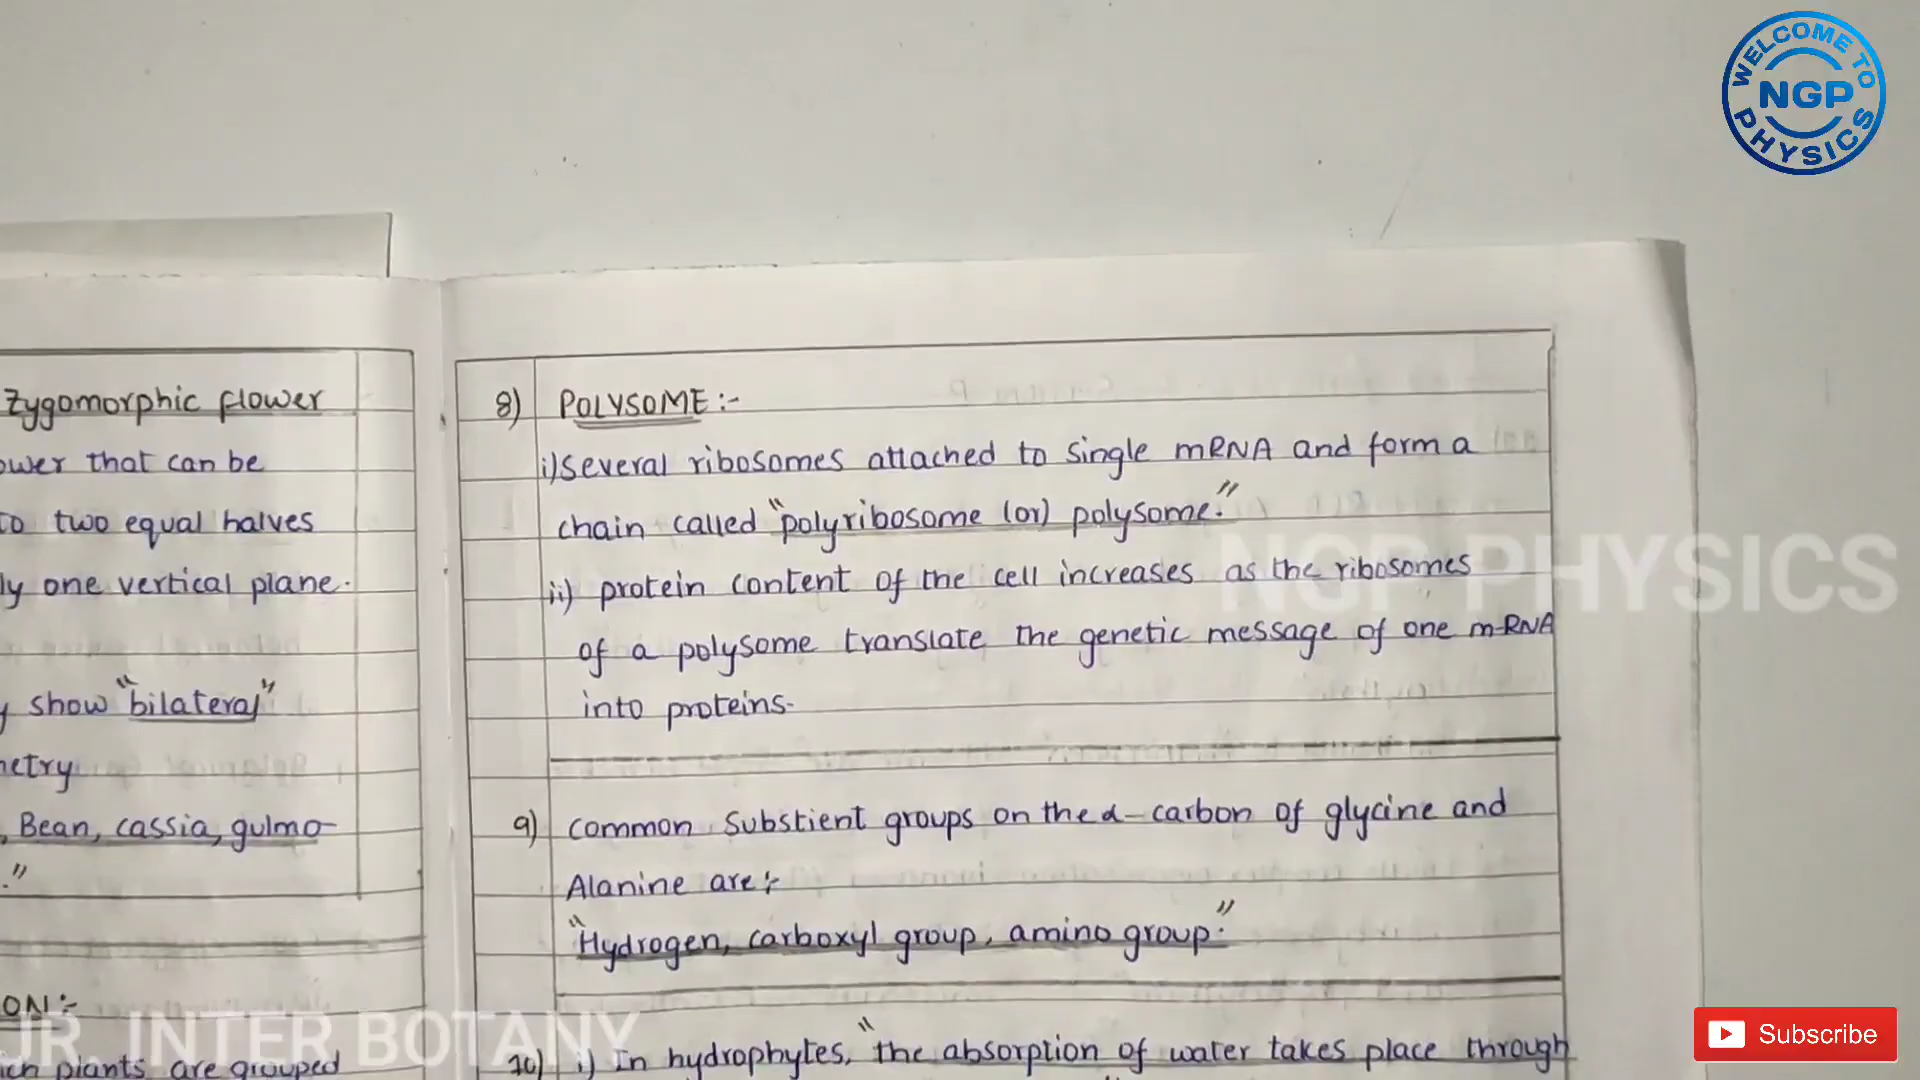 WELCOME TO
NGP
PHYSICS
Zygomorphic flower
ower that can be
to two equal halves
ly one vertical plane.
y show "bilateral"
netry
, Bean, cassia, gulmo-
."
ON:-
ich plants are grouped
8) POLYSOME:-
i) Several ribosomes attached to single mRNA and form a
chain called "polyribosome (or) polysome."
ii) protein content of the cell increases as the ribosomes
of a polysome translate the genetic message of one m-RNA
into proteins.
9) common substient groups on the α- carbon of glycine and
Alanine are:-
"Hydrogen, carboxyl group, amino group."
10) i) In hydrophytes, "the absorption of water takes place through
NGP PHYSICS
JR. INTER BOTANY
Subscribe